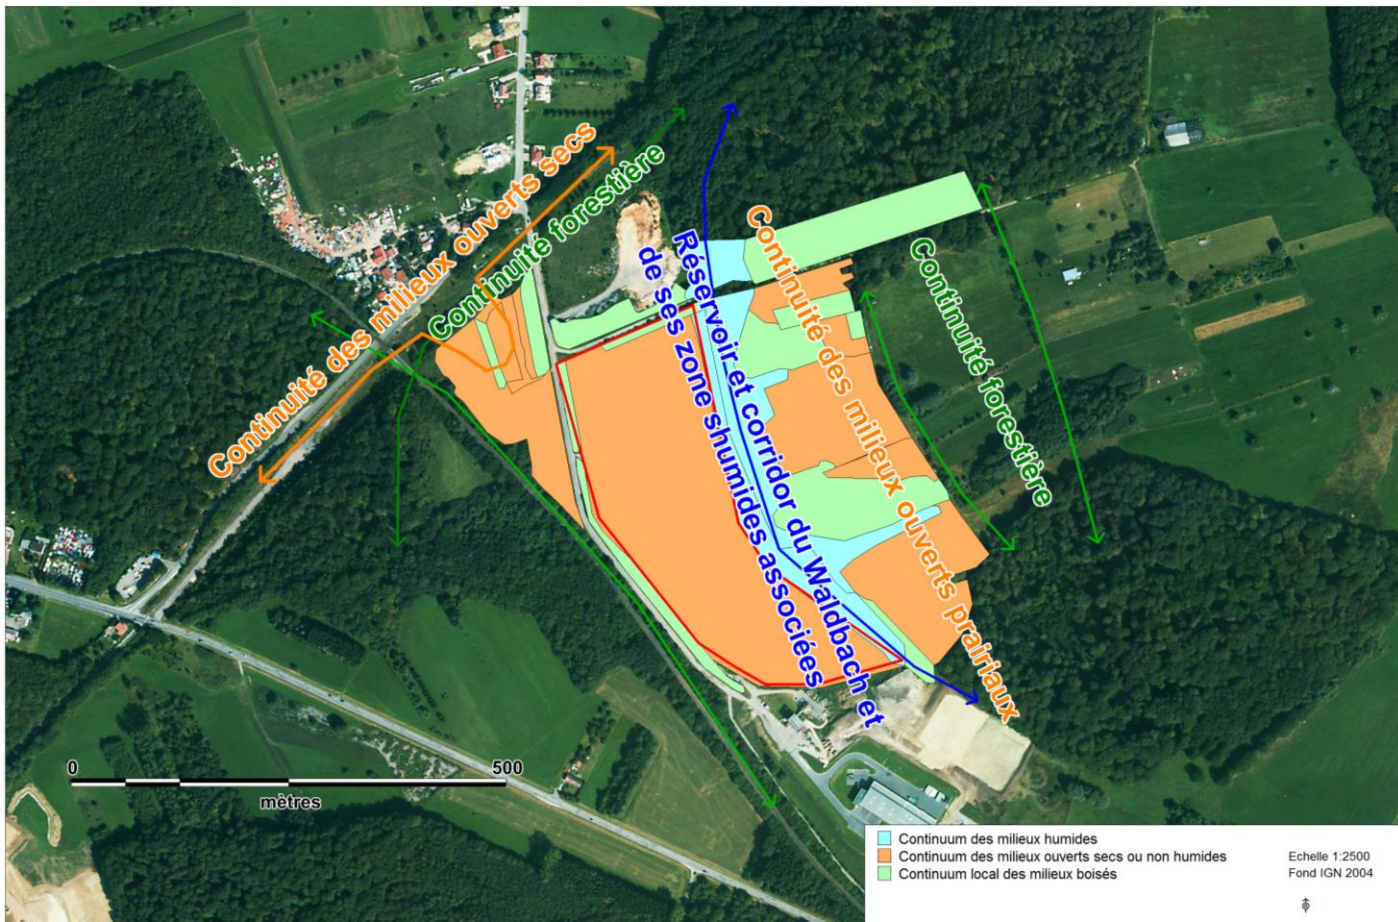 Continuité des milieux ouverts secs
Continuité forestière
Réservoir et corridor du Waldbach et
de ses zone shumides associées
Continuité des milieux ouverts prairiaux
Continuité forestière
0
500
mètres
Continuum des milieux humides
Continuum des milieux ouverts secs ou non humides
Continuum local des milieux boisés
Echelle 1:2500
Fond IGN 2004